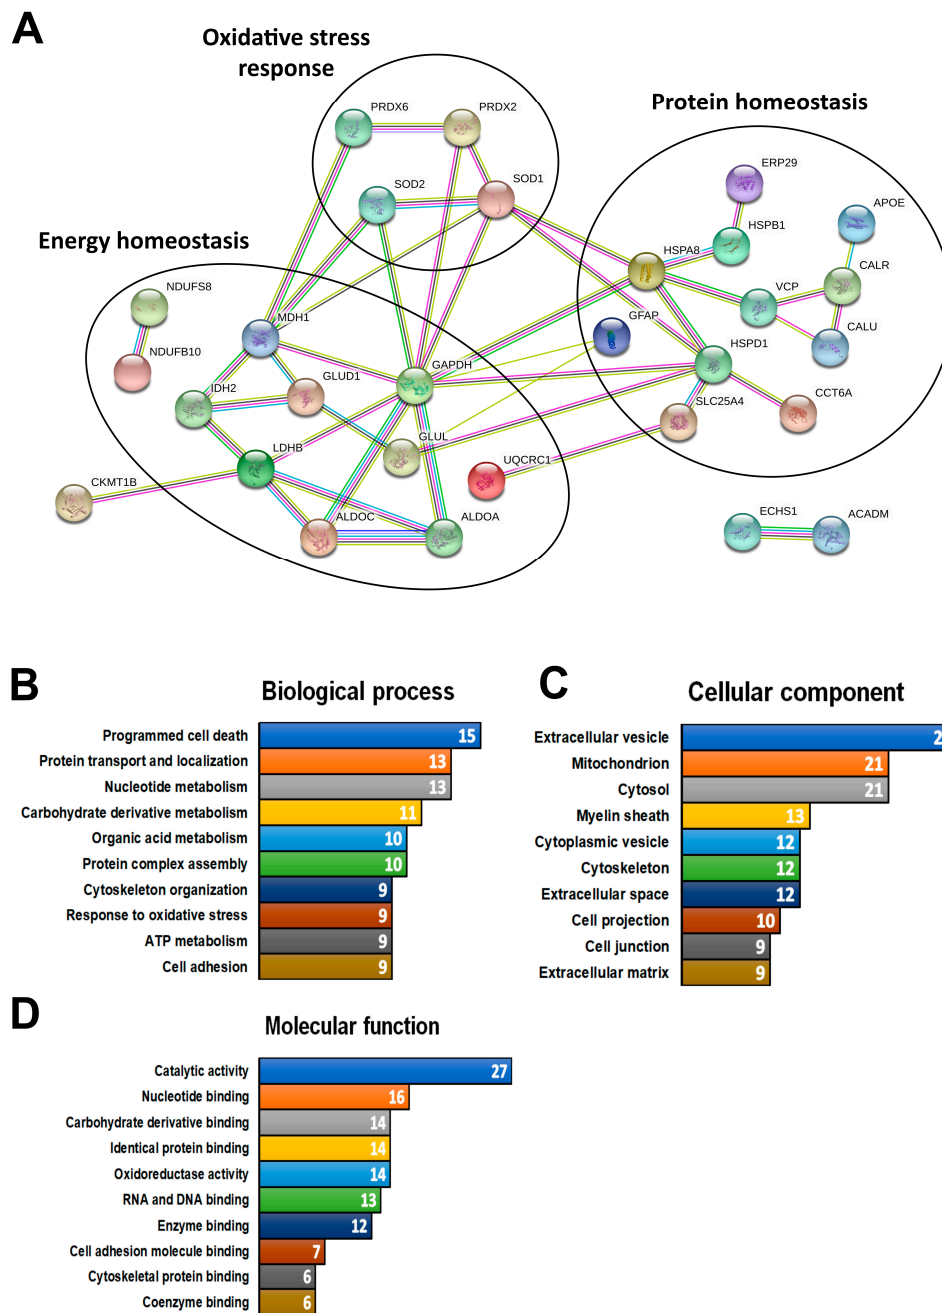 A
Oxidative stress
response
Protein homeostasis
Energy homeostasis
PRDX6
PRDX2
SOD2
SOD1
ERP29
HSPB1
APOE
HSPA8
CALR
VCP
CALU
GFAP
HSPD1
SLC25A4
CCT6A
NDUFS8
NDUFB10
MDH1
IDH2
GLUD1
GAPDH
GLUL
LDHB
UQCRC1
CKMT1B
ALDOC
ALDOA
ECHS1
ACADM
B
Biological process
Programmed cell death 15
Protein transport and localization 13
Nucleotide metabolism 13
Carbohydrate derivative metabolism 11
Organic acid metabolism 10
Protein complex assembly 10
Cytoskeleton organization 9
Response to oxidative stress 9
ATP metabolism 9
Cell adhesion 9
C
Cellular component
Extracellular vesicle
Mitochondrion 21
Cytosol 21
Myelin sheath 13
Cytoplasmic vesicle 12
Cytoskeleton 12
Extracellular space 12
Cell projection 10
Cell junction 9
Extracellular matrix 9
D
Molecular function
Catalytic activity 27
Nucleotide binding 16
Carbohydrate derivative binding 14
Identical protein binding 14
Oxidoreductase activity 14
RNA and DNA binding 13
Enzyme binding 12
Cell adhesion molecule binding 7
Cytoskeletal protein binding 6
Coenzyme binding 6